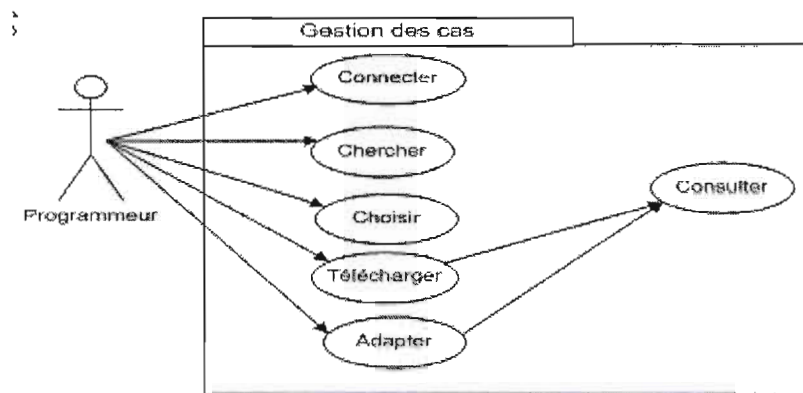 Gestion des cas
Connecter
Chercher
Consulter
Choisir
Programmeur
Télécharger
Adapter